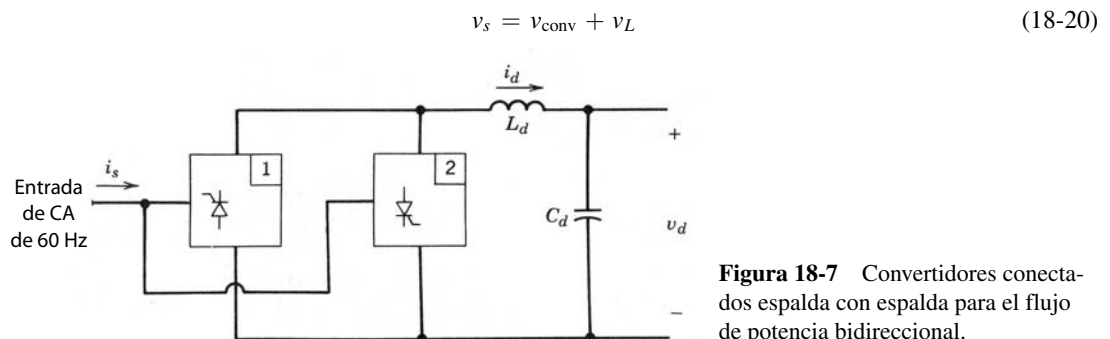 v_s = v_conv + v_L (18-20)
i_d
L_d
+
1
2
i_s
Entrada
de CA
de 60 Hz
C_d
v_d
−
Figura 18-7 Convertidores conecta-
dos espalda con espalda para el flujo
de potencia bidireccional.